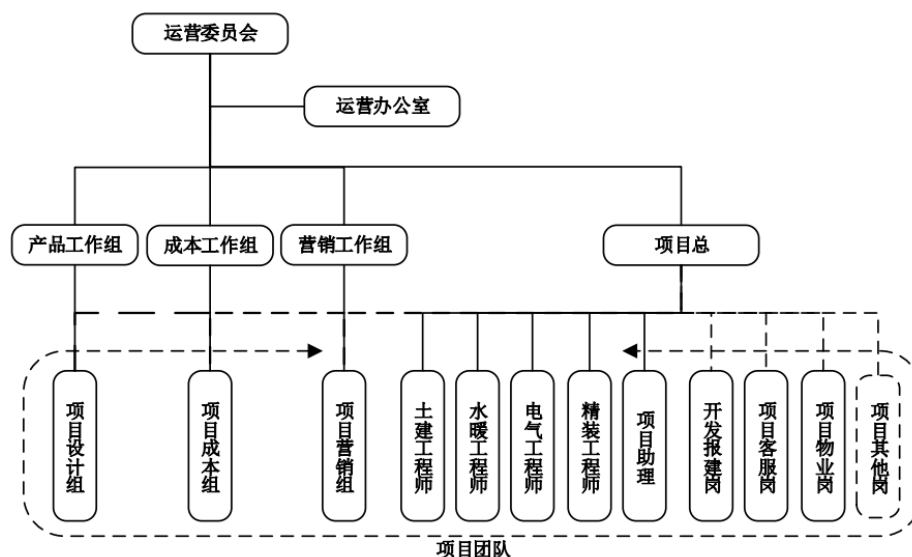 运营委员会
运营办公室
产品工作组
成本工作组
营销工作组
项目总
项目设计组
项目成本组
项目营销组
土建工程师
水暖工程师
电气工程师
精装工程师
项目助理
开发报建岗
项目客服岗
项目物业岗
项目其他岗
项目团队